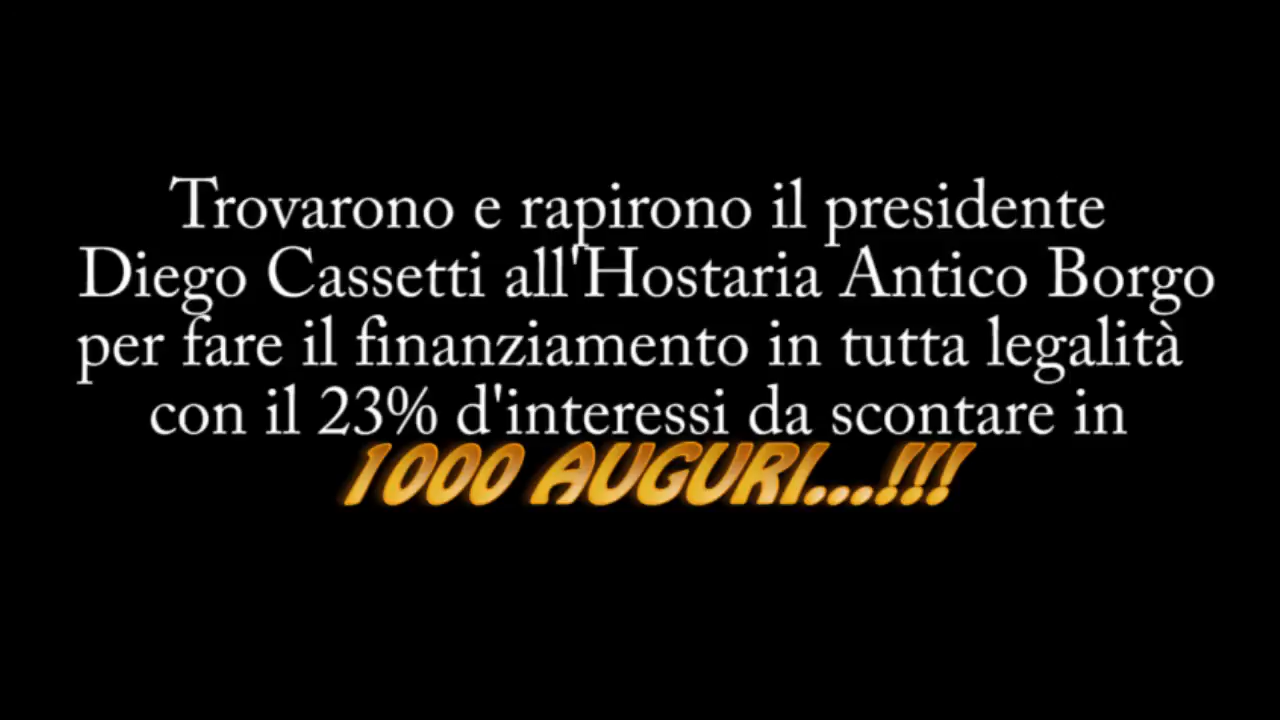 Trovarono e rapirono il presidente
Diego Cassetti all'Hostaria Antico Borgo
per fare il finanziamento in tutta legalità
con il 23% d'interessi da scontare in
1000 AUGURI...!!!